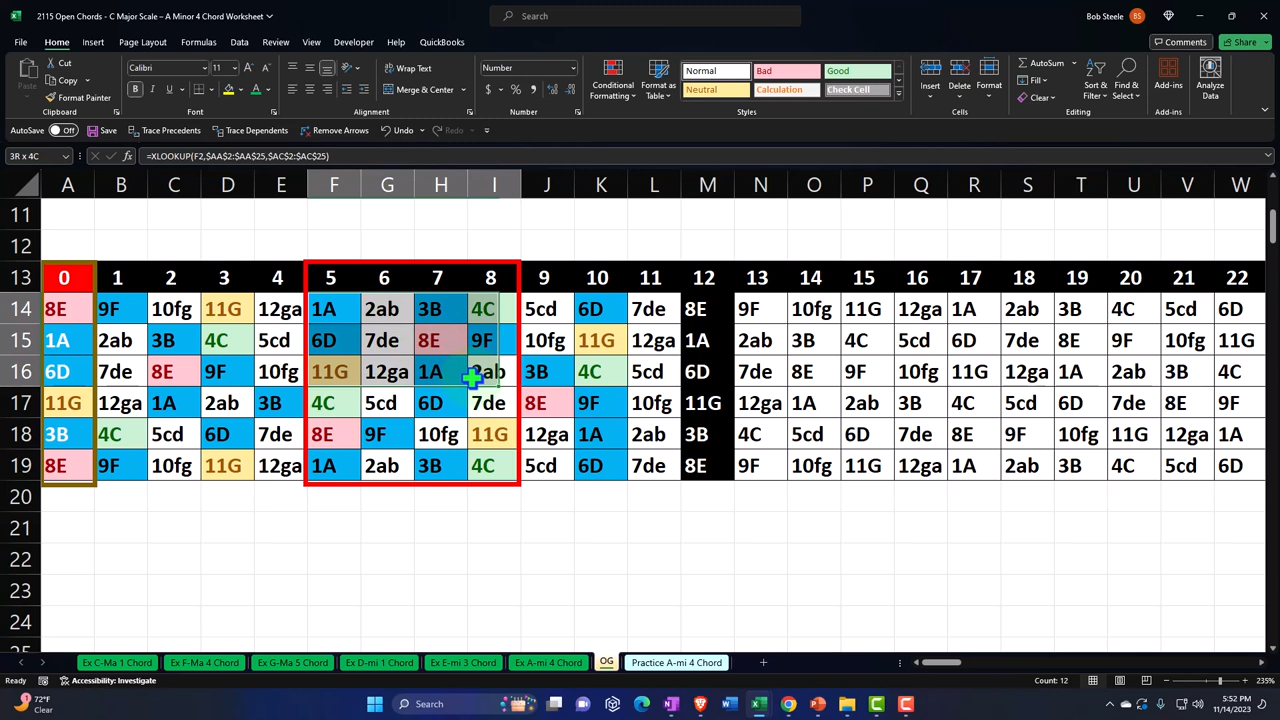 2115 Open Chords - C Major Scale – A Minor 4 Chord Worksheet
Search
Bob Steele
BS
File Home Insert Page Layout Formulas Data Review View Developer Help QuickBooks
Comments Share
Paste
Cut
Copy
Format Painter
Clipboard
Calibri 11
B I U
Font
Wrap Text
Merge & Center
Alignment
Number
$ % ,
Number
Conditional Formatting
Format as Table
Normal Bad Good
Neutral Calculation Check Cell
Styles
Insert Delete Format
Cells
AutoSum
Fill
Clear
Sort & Filter
Find & Select
Editing
Add-ins
Add-ins
Analyze Data
AutoSave Off Save Trace Precedents Trace Dependents Remove Arrows Undo Redo
3R x 4C
fx
=XLOOKUP(F2,$AA$2:$AA$25,$AC$2:$AC$25)
A B C D E F G H I J K L M N O P Q R S T U V W
11
12
13 0 1 2 3 4 5 6 7 8 9 10 11 12 13 14 15 16 17 18 19 20 21 22
14 8E 9F 10fg 11G 12ga 1A 2ab 3B 4C 5cd 6D 7de 8E 9F 10fg 11G 12ga 1A 2ab 3B 4C 5cd 6D
15 1A 2ab 3B 4C 5cd 6D 7de 8E 9F 10fg 11G 12ga 1A 2ab 3B 4C 5cd 6D 7de 8E 9F 10fg 11G
16 6D 7de 8E 9F 10fg 11G 12ga 1A 2ab 3B 4C 5cd 6D 7de 8E 9F 10fg 11G 12ga 1A 2ab 3B 4C
17 11G 12ga 1A 2ab 3B 4C 5cd 6D 7de 8E 9F 10fg 11G 12ga 1A 2ab 3B 4C 5cd 6D 7de 8E 9F
18 3B 4C 5cd 6D 7de 8E 9F 10fg 11G 12ga 1A 2ab 3B 4C 5cd 6D 7de 8E 9F 10fg 11G 12ga 1A
19 8E 9F 10fg 11G 12ga 1A 2ab 3B 4C 5cd 6D 7de 8E 9F 10fg 11G 12ga 1A 2ab 3B 4C 5cd 6D
20
21
22
23
24
Ex C-Ma 1 Chord Ex F-Ma 4 Chord Ex G-Ma 5 Chord Ex D-mi 1 Chord Ex E-mi 3 Chord Ex A-mi 4 Chord OG Practice A-mi 4 Chord
Ready Accessibility: Investigate Count: 12 235%
72°F
Clear
Search
5:52 PM
11/14/2023